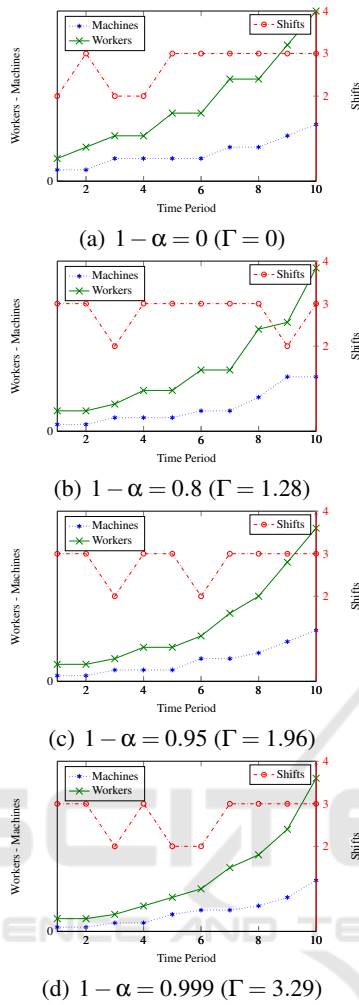 4
Machines
Workers
Shifts
3
2
0
Workers - Machines
Shifts
2 4 6 8 10
Time Period
(a) 1 − α = 0 (Γ = 0)
4
Machines
Workers
Shifts
3
2
0
Workers - Machines
Shifts
2 4 6 8 10
Time Period
(b) 1 − α = 0.8 (Γ = 1.28)
4
Machines
Workers
Shifts
3
2
0
Workers - Machines
Shifts
2 4 6 8 10
Time Period
(c) 1 − α = 0.95 (Γ = 1.96)
4
Machines
Workers
Shifts
3
2
0
Workers - Machines
Shifts
2 4 6 8 10
Time Period
(d) 1 − α = 0.999 (Γ = 3.29)